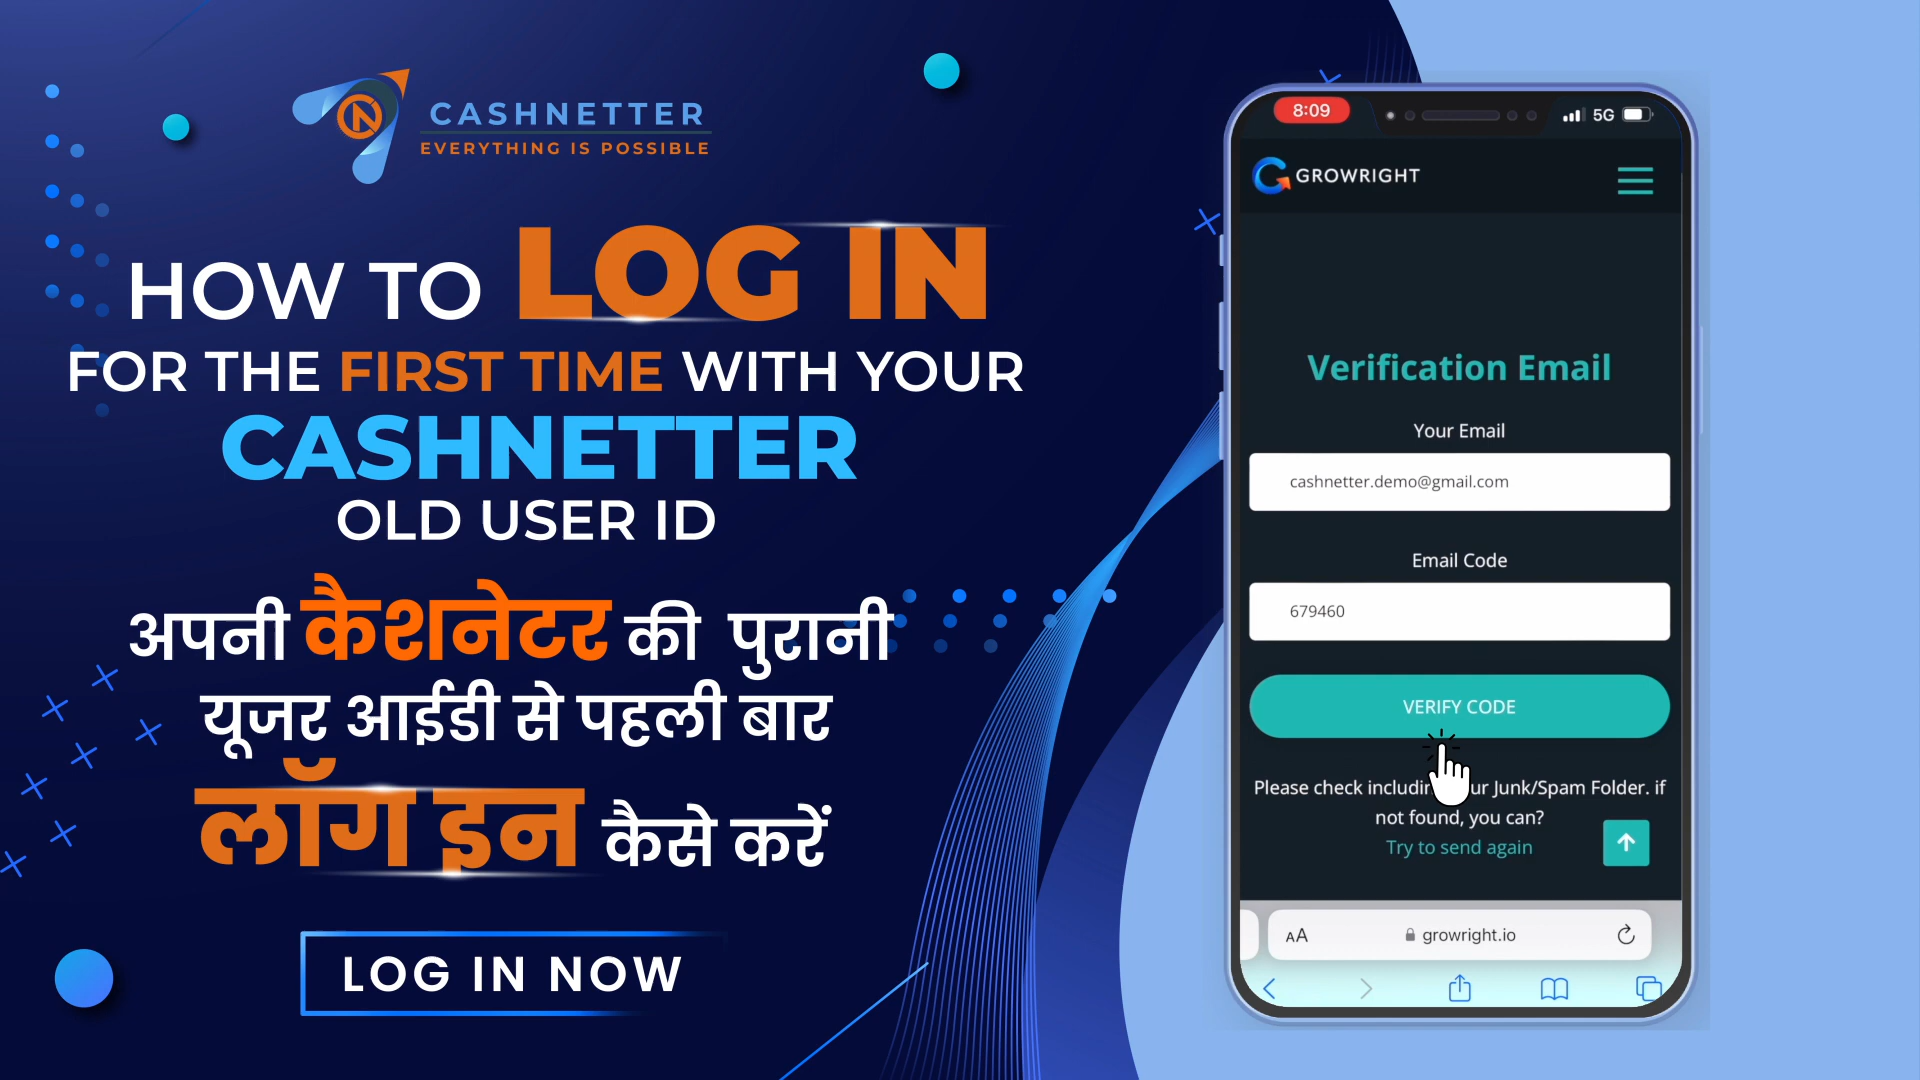 CASHNETTER
EVERYTHING IS POSSIBLE
HOW TO LOG IN
FOR THE FIRST TIME WITH YOUR
CASHNETTER
OLD USER ID
अपनी कैशनेटर की पुरानी
यूजर आईडी से पहली बार
लॉग इन कैसे करें
LOG IN NOW
8:09
5G
GROWRIGHT
Verification Email
Your Email
cashnetter.demo@gmail.com
Email Code
679460
VERIFY CODE
Please check ur Junk/Spam Folder. if
not found, you can?
Try to send again
AA growright.io